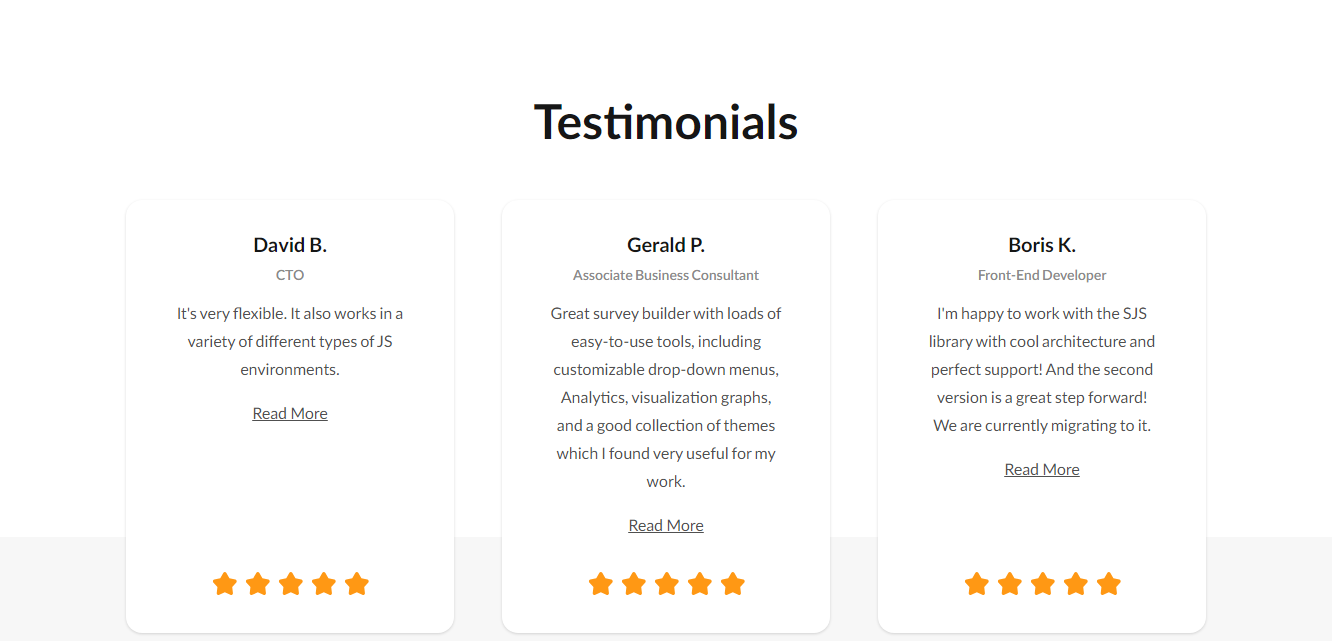 Testimonials
David B.
CTO
It's very flexible. It also works in a
variety of different types of JS
environments.
Read More
Gerald P.
Associate Business Consultant
Great survey builder with loads of
easy-to-use tools, including
customizable drop-down menus,
Analytics, visualization graphs,
and a good collection of themes
which I found very useful for my
work.
Read More
Boris K.
Front-End Developer
I'm happy to work with the SJS
library with cool architecture and
perfect support! And the second
version is a great step forward!
We are currently migrating to it.
Read More